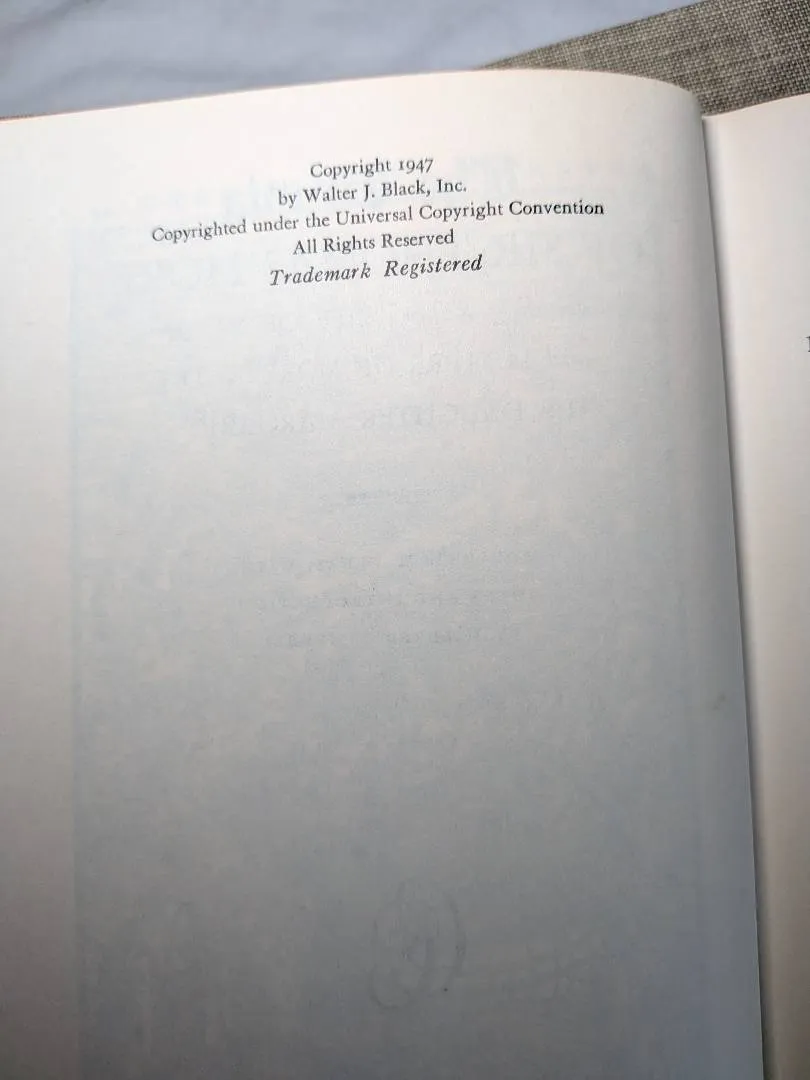 Copyright 1947
by Walter J. Black, Inc.
Copyrighted under the Universal Copyright Convention
All Rights Reserved
Trademark Registered